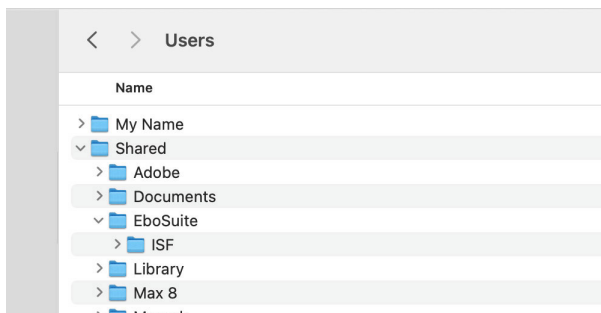 Users
Name
My Name
Shared
Adobe
Documents
EboSuite
ISF
Library
Max 8